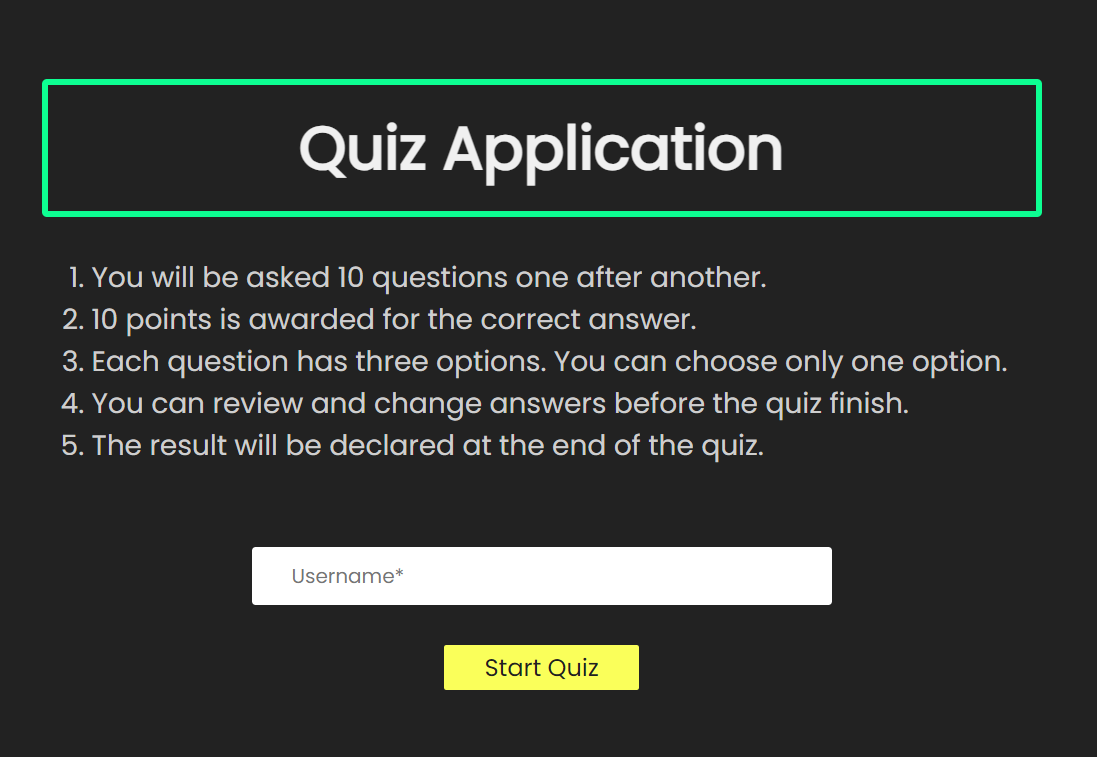 Quiz Application
1. You will be asked 10 questions one after another.
2. 10 points is awarded for the correct answer.
3. Each question has three options. You can choose only one option.
4. You can review and change answers before the quiz finish.
5. The result will be declared at the end of the quiz.
Username*
Start Quiz